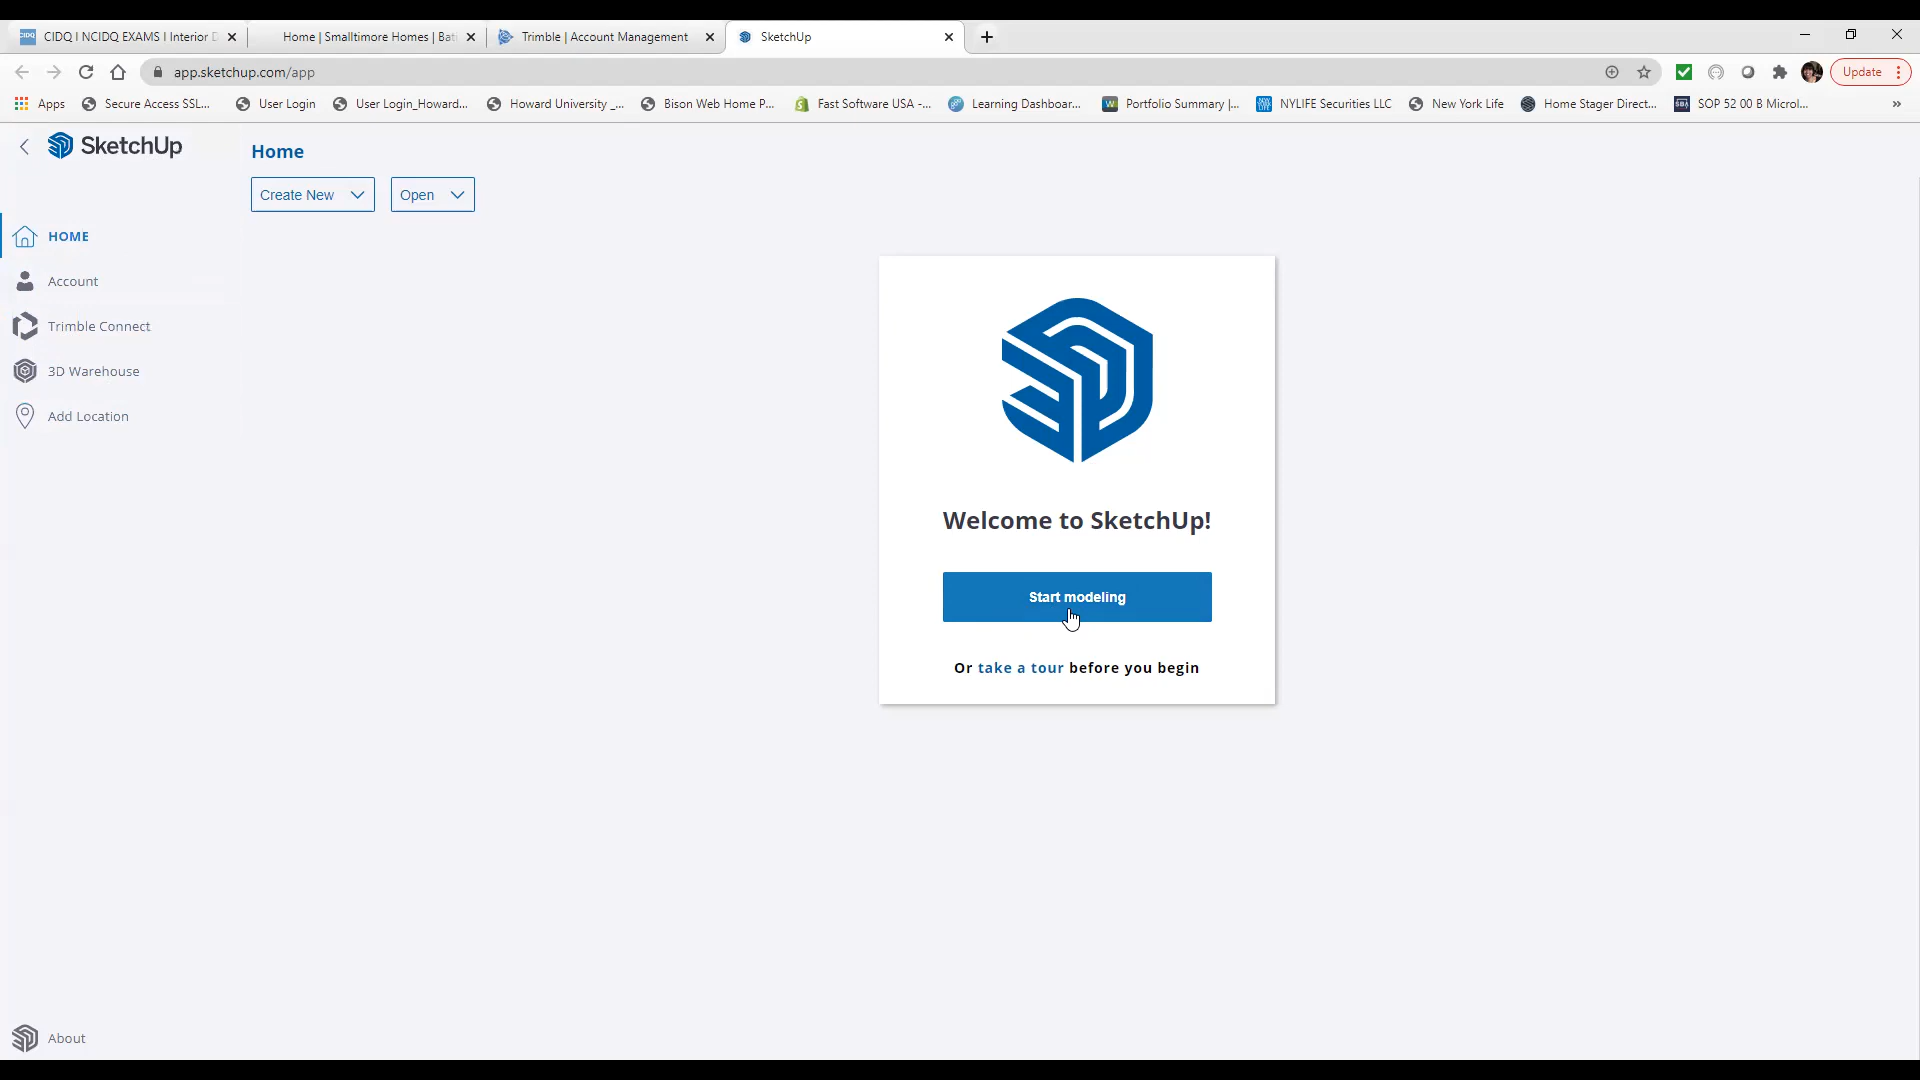 CIDQ I NCIDQ EXAMS I Interior D
Home | Smalltimore Homes | Bati
Trimble | Account Management
SketchUp
app.sketchup.com/app
Update
Apps
Secure Access SSL...
User Login
User Login_Howard...
Howard University _...
Bison Web Home P...
Fast Software USA -...
Learning Dashboar...
Portfolio Summary |...
NYLIFE Securities LLC
New York Life
Home Stager Direct...
SOP 52 00 B Microl...
»
SketchUp
Home
Create New
Open
HOME
Account
Trimble Connect
3D Warehouse
Add Location
Welcome to SketchUp!
Start modeling
Or take a tour before you begin
About